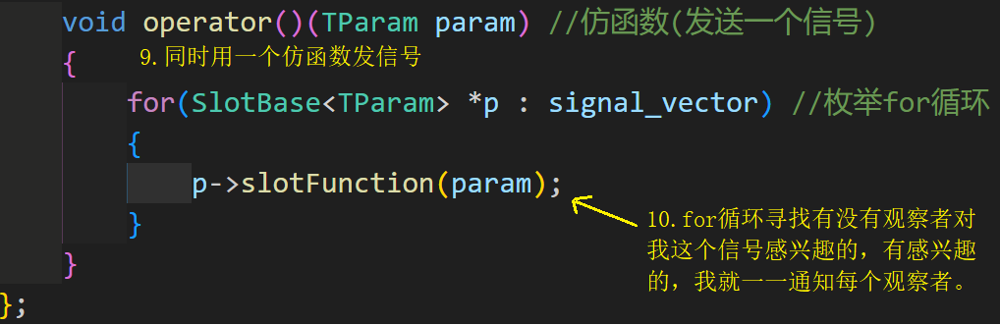 void operator()(TParam param) //仿函数(发送一个信号)
{ 9.同时用一个仿函数发信号
for(SlotBase<TParam> *p : signal_vector) //枚举for循环
{
p->slotFunction(param);
10.for循环寻找有没有观察者对
}
我这个信号感兴趣的，有感兴趣
}
的，我就一一通知每个观察者。
};